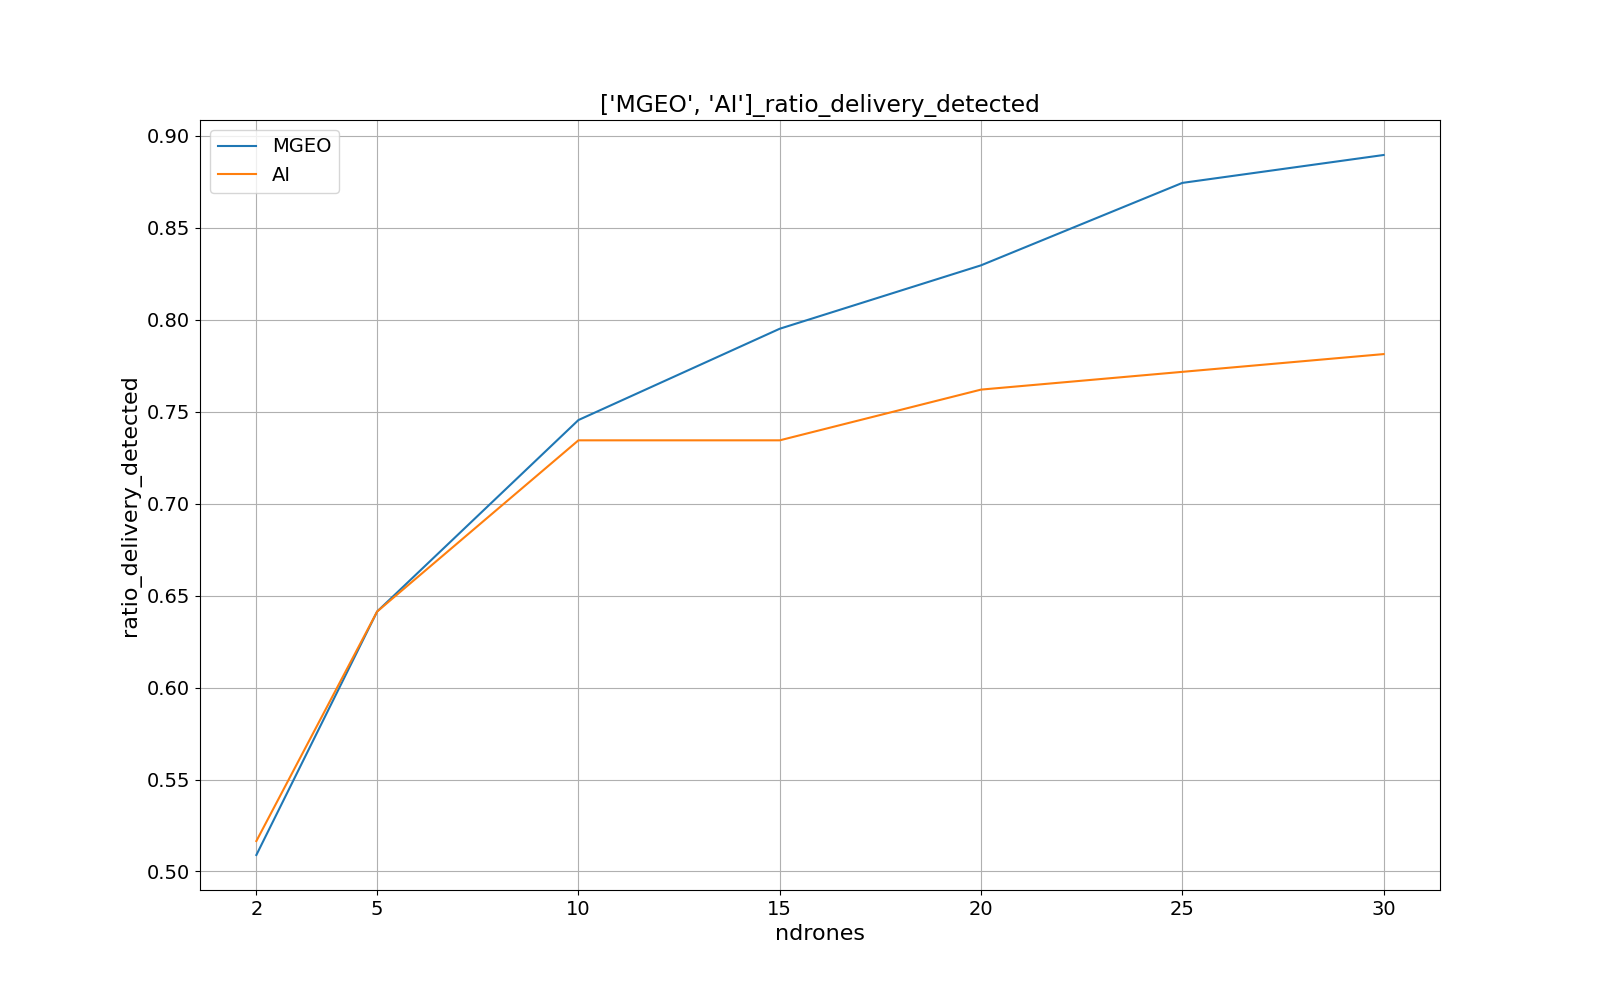 ['MGEO', 'AI']_ratio_delivery_detected
MGEO
AI
0.90
0.85
0.80
0.75
0.70
0.65
0.60
0.55
0.50
ratio_delivery_detected
2 5 10 15 20 25 30
ndrones